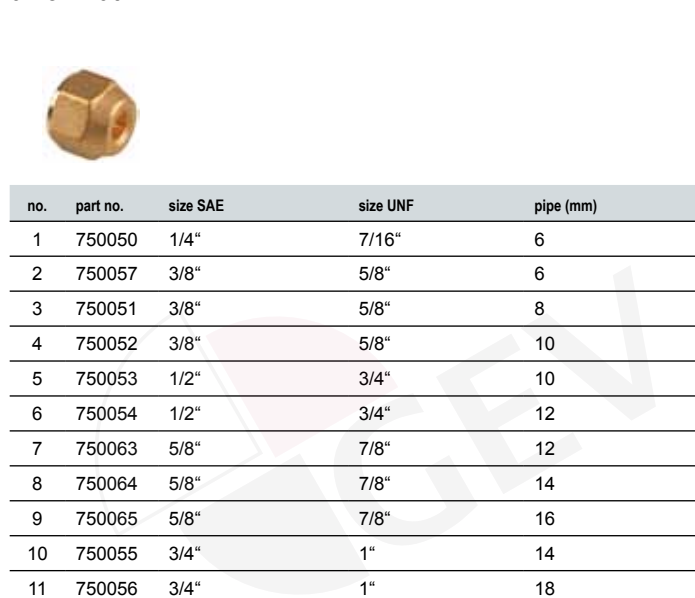 no. part no. size SAE size UNF pipe (mm)
1 750050 1/4“ 7/16“ 6
2 750057 3/8“ 5/8“ 6
3 750051 3/8“ 5/8“ 8
4 750052 3/8“ 5/8“ 10
5 750053 1/2“ 3/4“ 10
6 750054 1/2“ 3/4“ 12
7 750063 5/8“ 7/8“ 12
8 750064 5/8“ 7/8“ 14
9 750065 5/8“ 7/8“ 16
10 750055 3/4“ 1“ 14
11 750056 3/4“ 1“ 18
GEV